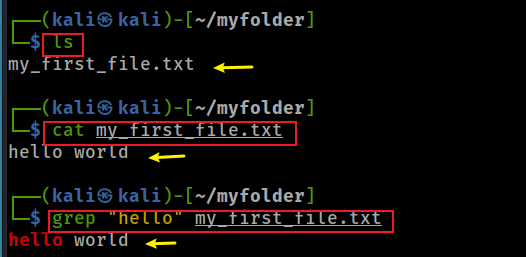 ┌──(kali㉿kali)-[~/myfolder]
└─$ ls
my_first_file.txt
┌──(kali㉿kali)-[~/myfolder]
└─$ cat my_first_file.txt
hello world
┌──(kali㉿kali)-[~/myfolder]
└─$ grep "hello" my_first_file.txt
hello world